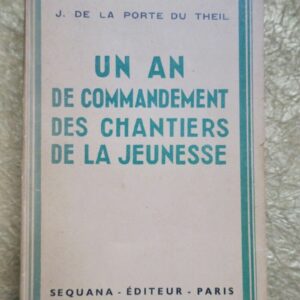 J. DE LA PORTE DU THEIL
UN AN
DE COMMANDEMENT
DES CHANTIERS
DE LA JEUNESSE
SEQUANA - ÉDITEUR - PARIS